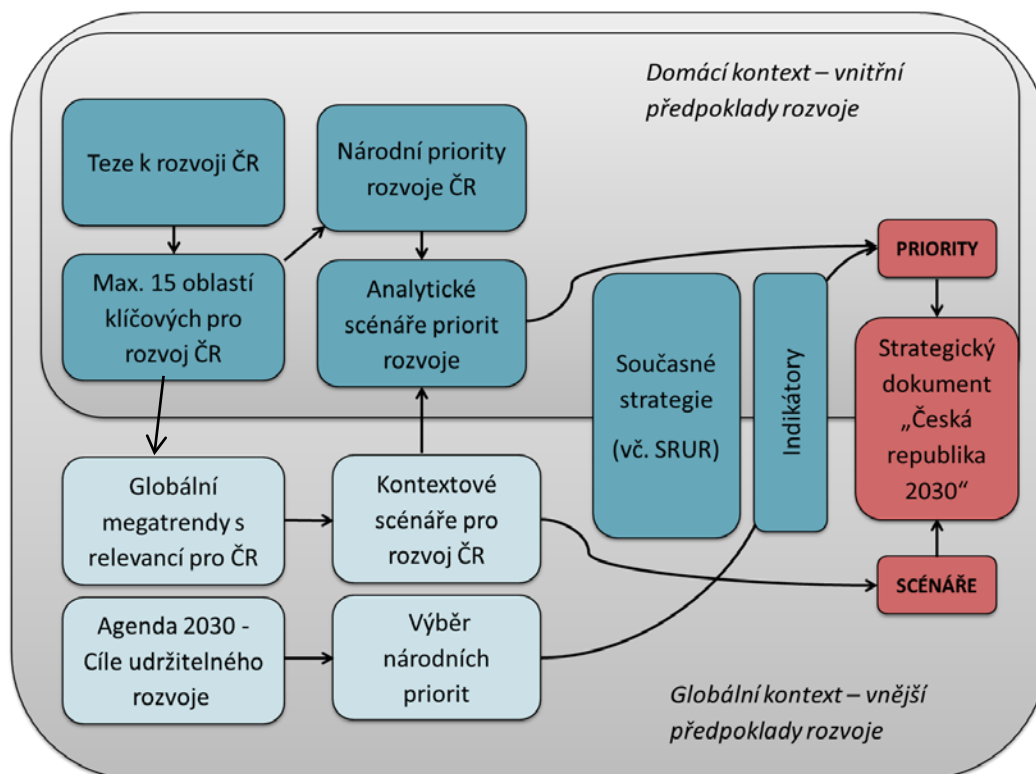 Domácí kontext – vnitřní
předpoklady rozvoje
Teze k rozvoji ČR
Národní priority
rozvoje ČR
Max. 15 oblastí
klíčových pro
rozvoj ČR
Analytické
scénáře priorit
rozvoje
Současné
strategie
(vč. SRUR)
Indikátory
PRIORITY
Strategický
dokument
„Česká
republika
2030“
SCÉNÁŘE
Globální
megatrendy s
relevancí pro ČR
Kontextové
scénáře pro
rozvoj ČR
Agenda 2030 -
Cíle udržitelného
rozvoje
Výběr
národních
priorit
Globální kontext – vnější
předpoklady rozvoje